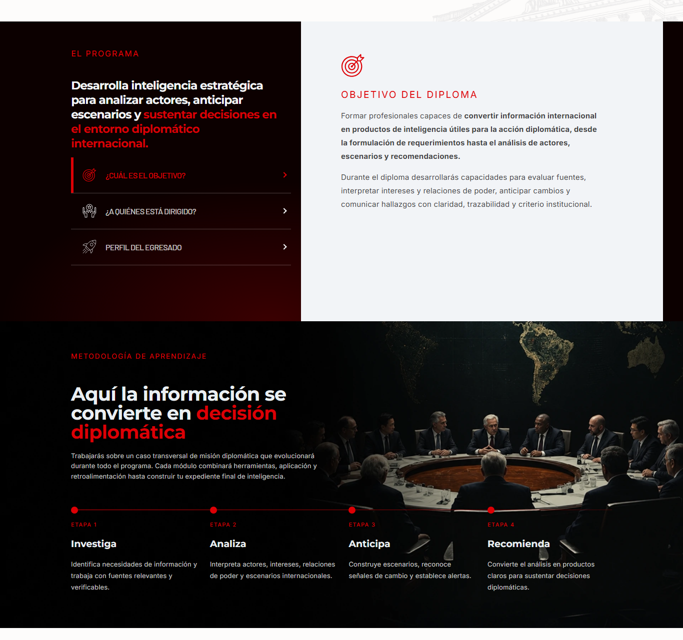 EL PROGRAMA
Desarrolla inteligencia estratégica
para analizar actores, anticipar
escenarios y sustentar decisiones en
el entorno diplomático
internacional.
¿CUÁL ES EL OBJETIVO?
¿A QUIÉNES ESTÁ DIRIGIDO?
PERFIL DEL EGRESADO
OBJETIVO DEL DIPLOMA
Formar profesionales capaces de convertir información internacional
en productos de inteligencia útiles para la acción diplomática, desde
la formulación de requerimientos hasta el análisis de actores,
escenarios y recomendaciones.
Durante el diploma desarrollarás capacidades para evaluar fuentes,
interpretar intereses y relaciones de poder, anticipar cambios y
comunicar hallazgos con claridad, trazabilidad y criterio institucional.
METODOLOGÍA DE APRENDIZAJE
Aquí la información se
convierte en decisión
diplomática
Trabajarás sobre un caso transversal de misión diplomática que evolucionará
durante todo el programa. Cada módulo combinará herramientas, aplicación y
retroalimentación hasta construir tu expediente final de inteligencia.
ETAPA 1
Investiga
Identifica necesidades de información y
trabaja con fuentes relevantes y
verificables.
ETAPA 2
Analiza
Interpreta actores, intereses, relaciones
de poder y escenarios internacionales.
ETAPA 3
Anticipa
Construye escenarios, reconoce
señales de cambio y establece alertas.
ETAPA 4
Recomienda
Convierte el análisis en productos
claros para sustentar decisiones
diplomáticas.